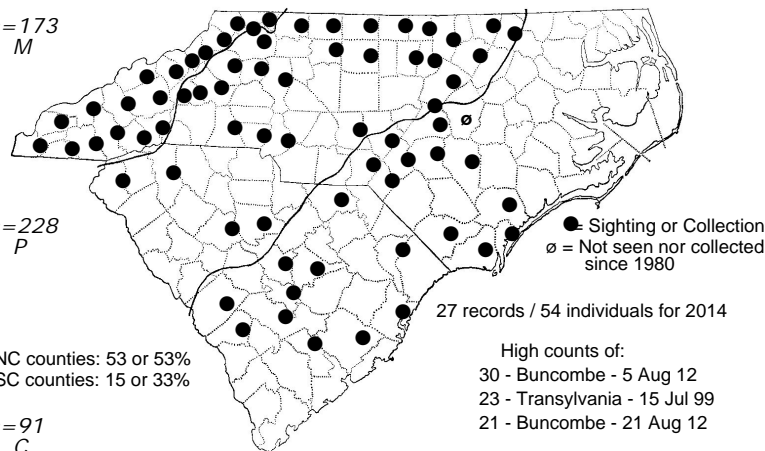 =173
M
=228
P
=91
C
NC counties: 53 or 53%
SC counties: 15 or 33%
ø
= Sighting or Collection
ø = Not seen nor collected
since 1980
27 records / 54 individuals for 2014
High counts of:
30 - Buncombe - 5 Aug 12
23 - Transylvania - 15 Jul 99
21 - Buncombe - 21 Aug 12